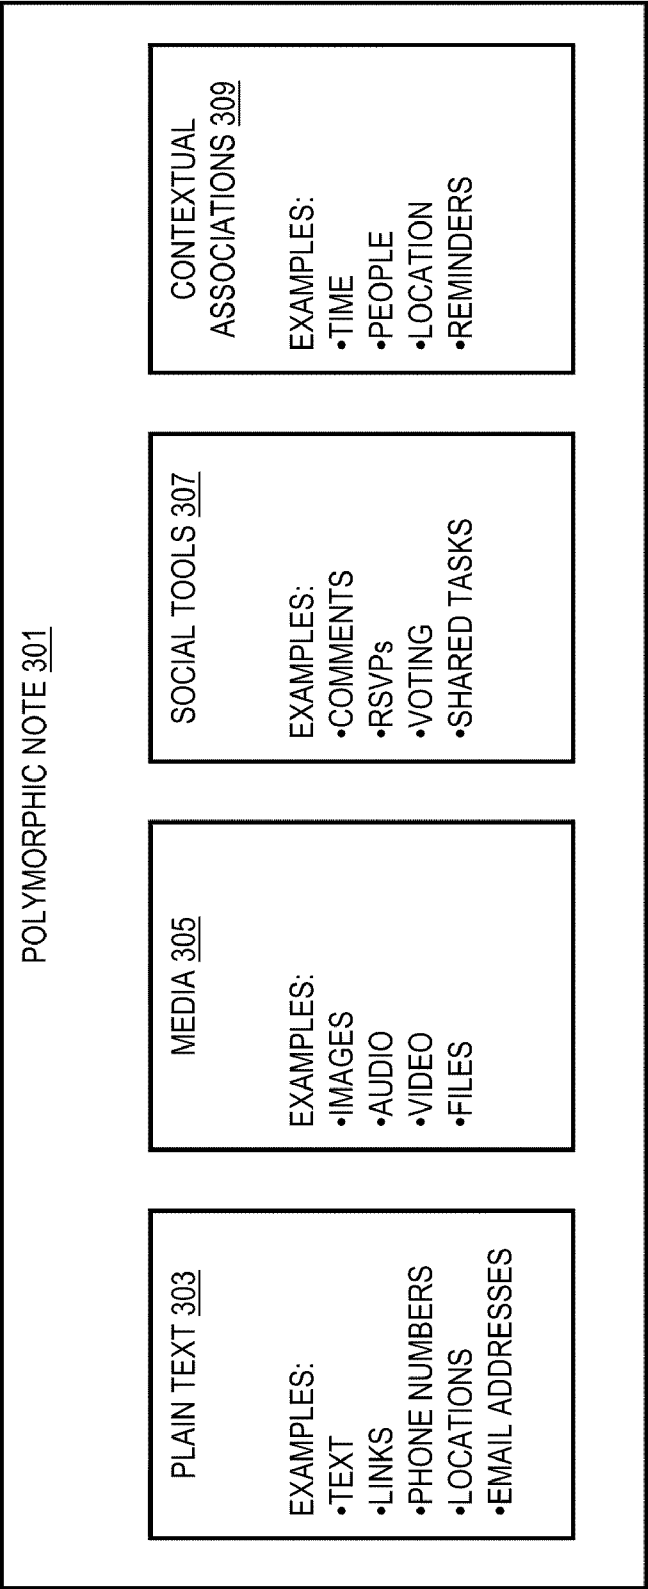 POLYMORPHIC NOTE 301
PLAIN TEXT 303
EXAMPLES:
•TEXT
•LINKS
•PHONE NUMBERS
•LOCATIONS
•EMAIL ADDRESSES
MEDIA 305
EXAMPLES:
•IMAGES
•AUDIO
•VIDEO
•FILES
SOCIAL TOOLS 307
EXAMPLES:
•COMMENTS
•RSVPs
•VOTING
•SHARED TASKS
CONTEXTUAL
ASSOCIATIONS 309
EXAMPLES:
•TIME
•PEOPLE
•LOCATION
•REMINDERS